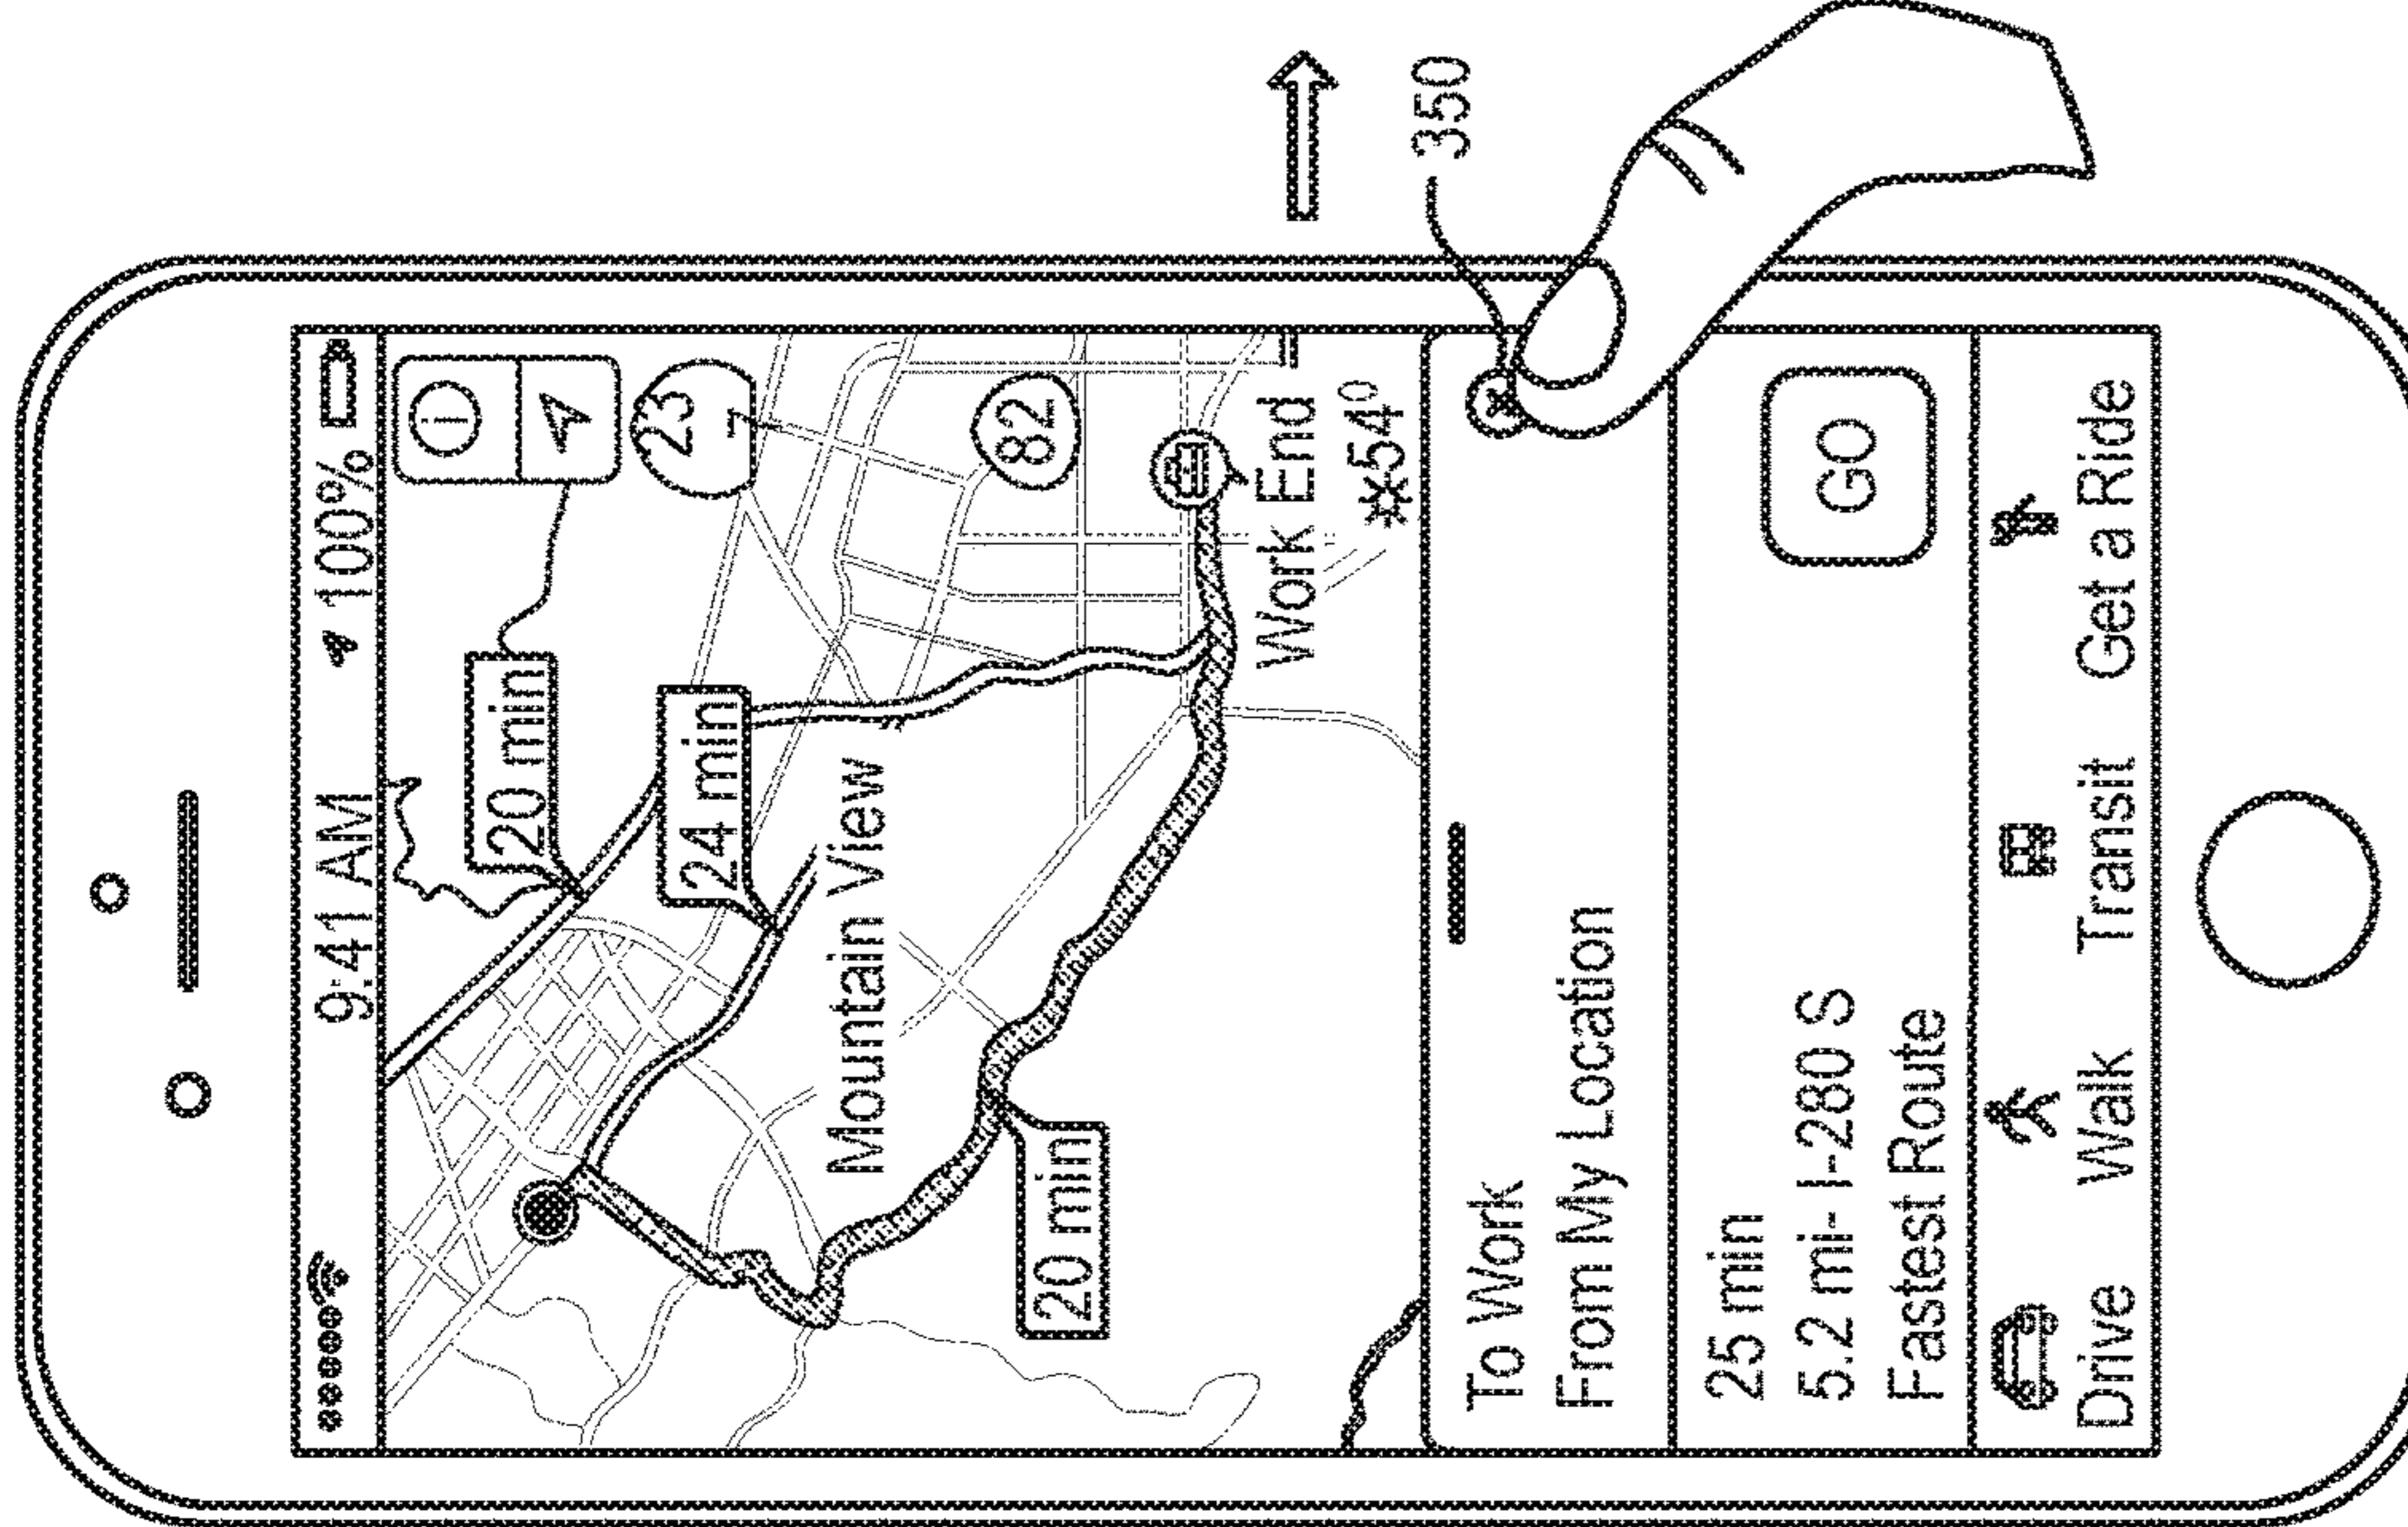 9:41 AM
100%
20 min
24 min
23
7
Mountain View
82
20 min
Work End
54°
350
To Work
From My Location
25 min
5.2 mi- I-280 S
Fastest Route
GO
Drive Walk Transit Get a Ride